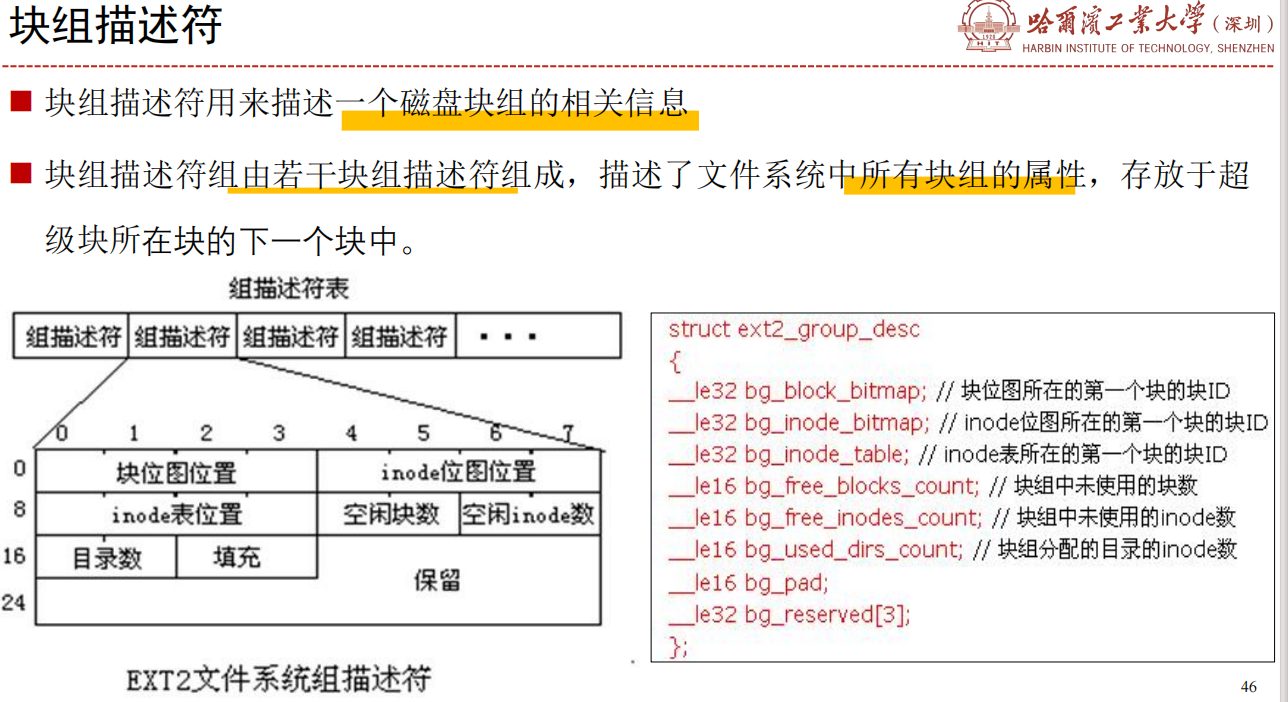 块组描述符
哈尔滨工业大学(深圳)
HARBIN INSTITUTE OF TECHNOLOGY, SHENZHEN
HIT
1920
块组描述符用来描述一个磁盘块组的相关信息
块组描述符组由若干块组描述符组成，描述了文件系统中所有块组的属性，存放于超
级块所在块的下一个块中。
组描述符表
组描述符 组描述符 组描述符 组描述符 ...
0 1 2 3 4 5 6 7
0 块位图位置 inode位图位置
8 inode表位置 空闲块数 空闲inode数
16 目录数 填充
保留
24
EXT2文件系统组描述符
struct ext2_group_desc
{
__le32 bg_block_bitmap; // 块位图所在的第一个块的块ID
__le32 bg_inode_bitmap; // inode位图所在的第一个块的块ID
__le32 bg_inode_table; // inode表所在的第一个块的块ID
__le16 bg_free_blocks_count; // 块组中未使用的块数
__le16 bg_free_inodes_count; // 块组中未使用的inode数
__le16 bg_used_dirs_count; // 块组分配的目录的inode数
__le16 bg_pad;
__le32 bg_reserved[3];
};
46